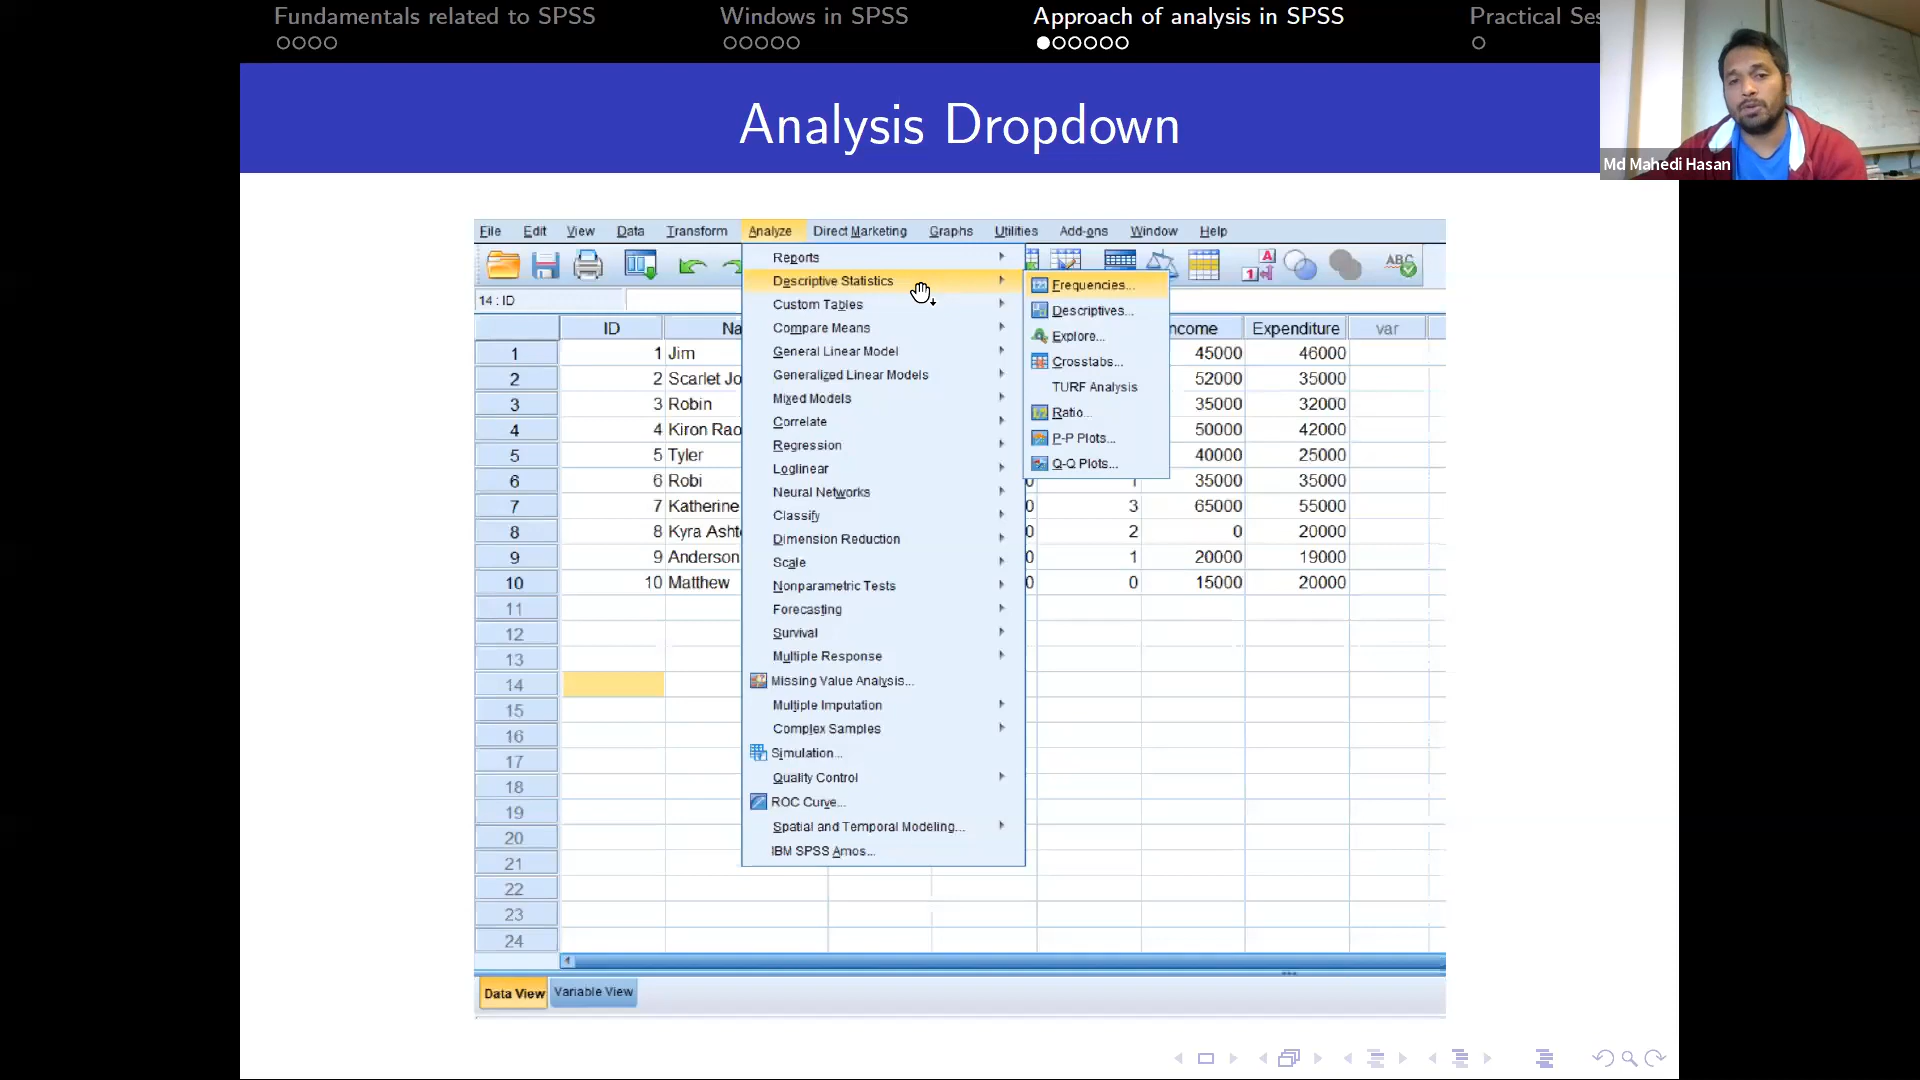 Fundamentals related to SPSS
Windows in SPSS
Approach of analysis in SPSS
Practical
Md Mahedi Hasan
Analysis Dropdown
File Edit View Data Transform Analyze Direct Marketing Graphs Utilities Add-ons Window Help
14 : ID
ID
Expenditure
var
Reports
Descriptive Statistics
Custom Tables
Compare Means
General Linear Model
Generalized Linear Models
Mixed Models
Correlate
Regression
Loglinear
Neural Networks
Classify
Dimension Reduction
Scale
Nonparametric Tests
Forecasting
Survival
Multiple Response
Missing Value Analysis...
Multiple Imputation
Complex Samples
Simulation...
Quality Control
ROC Curve...
Spatial and Temporal Modeling...
IBM SPSS Amos...
Frequencies...
Descriptives...
Explore...
Crosstabs...
TURF Analysis
Ratio...
P-P Plots...
Q-Q Plots...
1 1 Jim 45000 46000
2 2 Scarlet Jo 52000 35000
3 3 Robin 35000 32000
4 4 Kiron Rao 50000 42000
5 5 Tyler 40000 25000
6 6 Robi 35000 35000
7 7 Katherine 0 3 65000 55000
8 8 Kyra Asht 0 2 0 20000
9 9 Anderson 0 1 20000 19000
10 10 Matthew 0 0 15000 20000
11
12
13
14
15
16
17
18
19
20
21
22
23
24
Data View Variable View